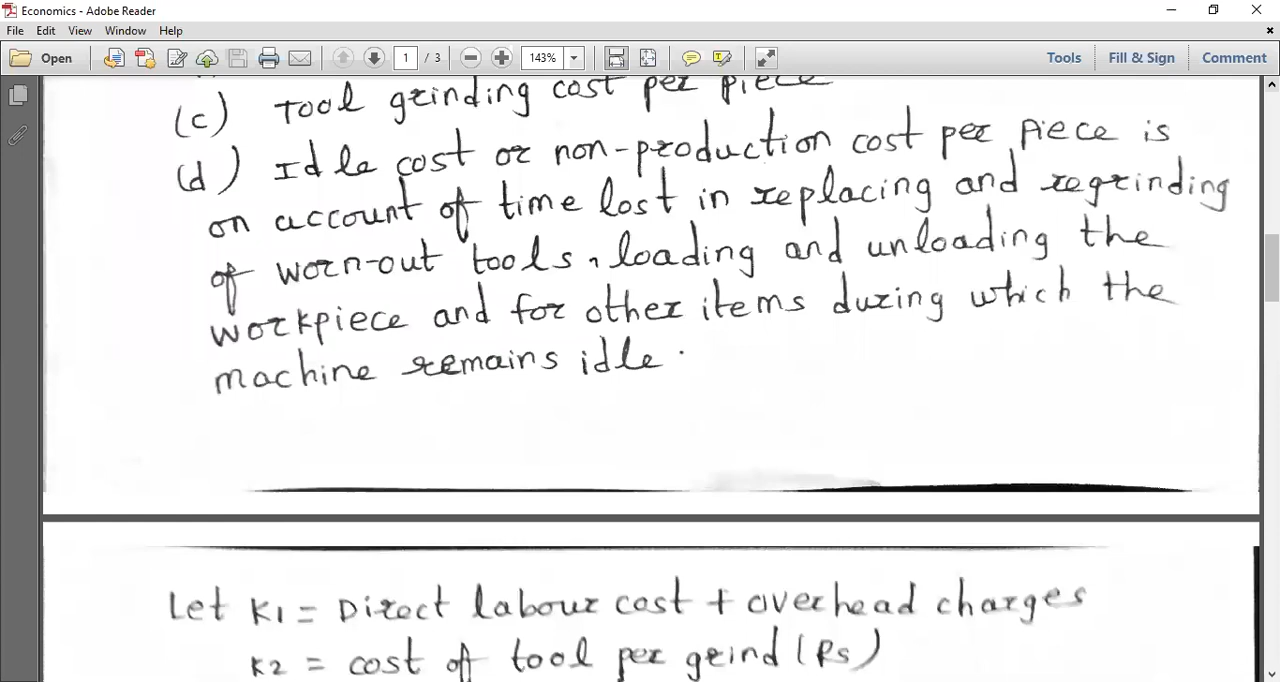 Economics - Adobe Reader
File Edit View Window Help
Open 1 / 3 143% Tools Fill & Sign Comment
(c) Tool grinding cost per piece
(d) Idle cost or non-production cost per piece is
on account of time lost in replacing and regrinding
of worn-out tools, loading and unloading the
workpiece and for other items during which the
machine remains idle.
Let K1 = Direct labour cost + overhead charges
K2 = cost of tool per grind (Rs)